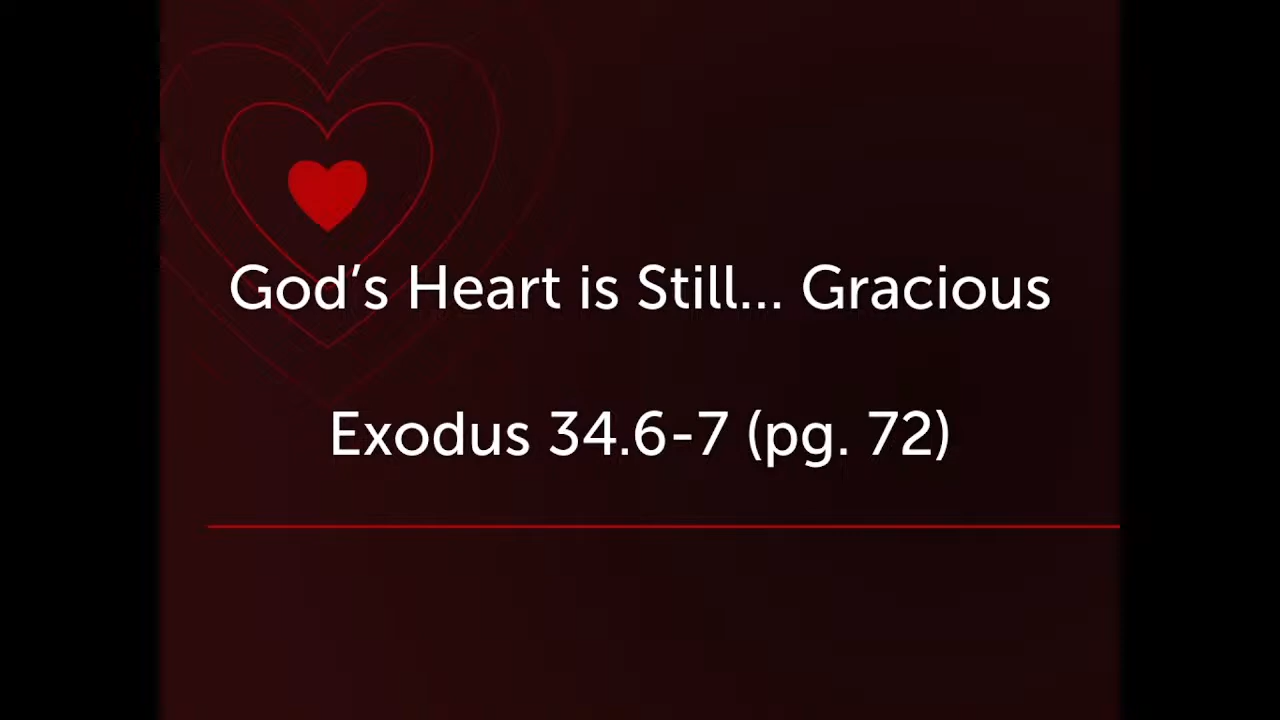 God’s Heart is Still... Gracious
Exodus 34.6-7 (pg. 72)